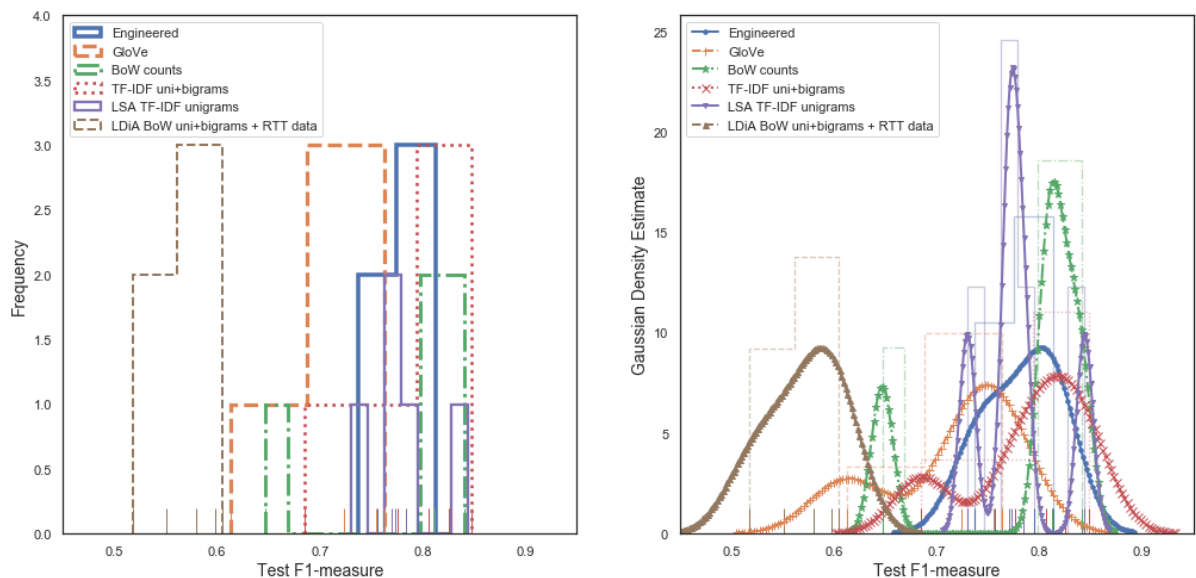 4.0
3.5
3.0
2.5
2.0
1.5
1.0
0.5
0.0
Frequency
Engineered
GloVe
BoW counts
TF-IDF uni+bigrams
LSA TF-IDF unigrams
LDiA BoW uni+bigrams + RTT data
0.5 0.6 0.7 0.8 0.9
Test F1-measure
25
20
15
10
5
0
Gaussian Density Estimate
Engineered
GloVe
BoW counts
TF-IDF uni+bigrams
LSA TF-IDF unigrams
LDiA BoW uni+bigrams + RTT data
0.5 0.6 0.7 0.8 0.9
Test F1-measure